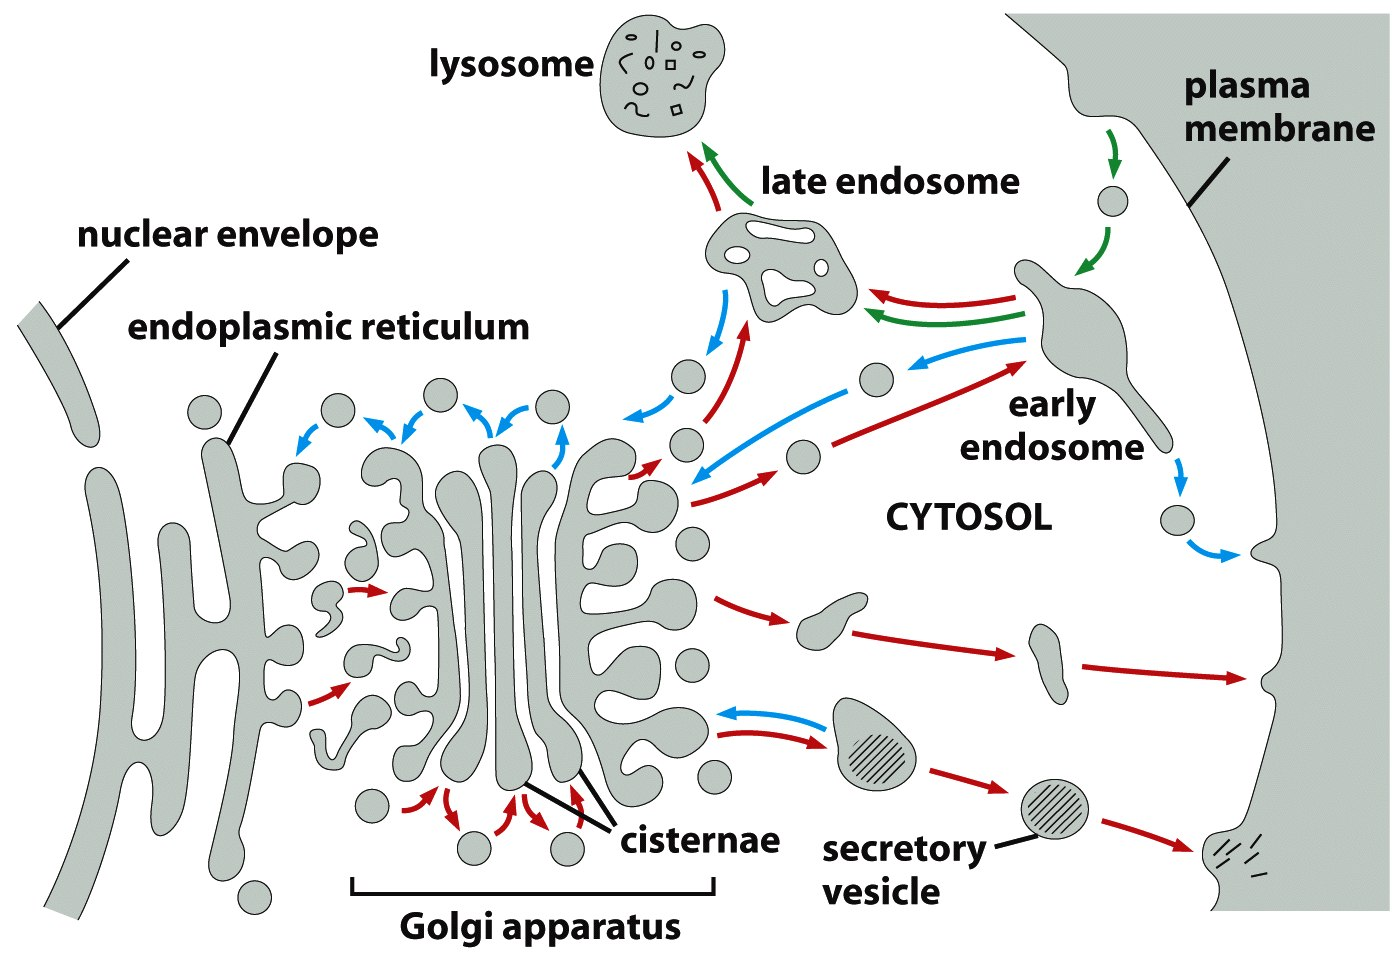 lysosome
plasma
membrane
late endosome
nuclear envelope
endoplasmic reticulum
early
endosome
CYTOSOL
cisternae
secretory
vesicle
Golgi apparatus